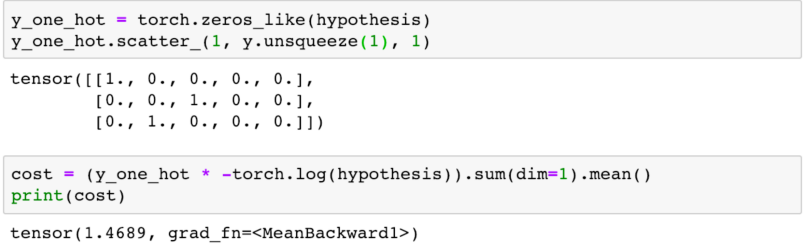 y_one_hot = torch.zeros_like(hypothesis)
y_one_hot.scatter_(1, y.unsqueeze(1), 1)
tensor([[1., 0., 0., 0., 0.],
        [0., 0., 1., 0., 0.],
        [0., 1., 0., 0., 0.]])
cost = (y_one_hot * -torch.log(hypothesis)).sum(dim=1).mean()
print(cost)
tensor(1.4689, grad_fn=<MeanBackward1>)